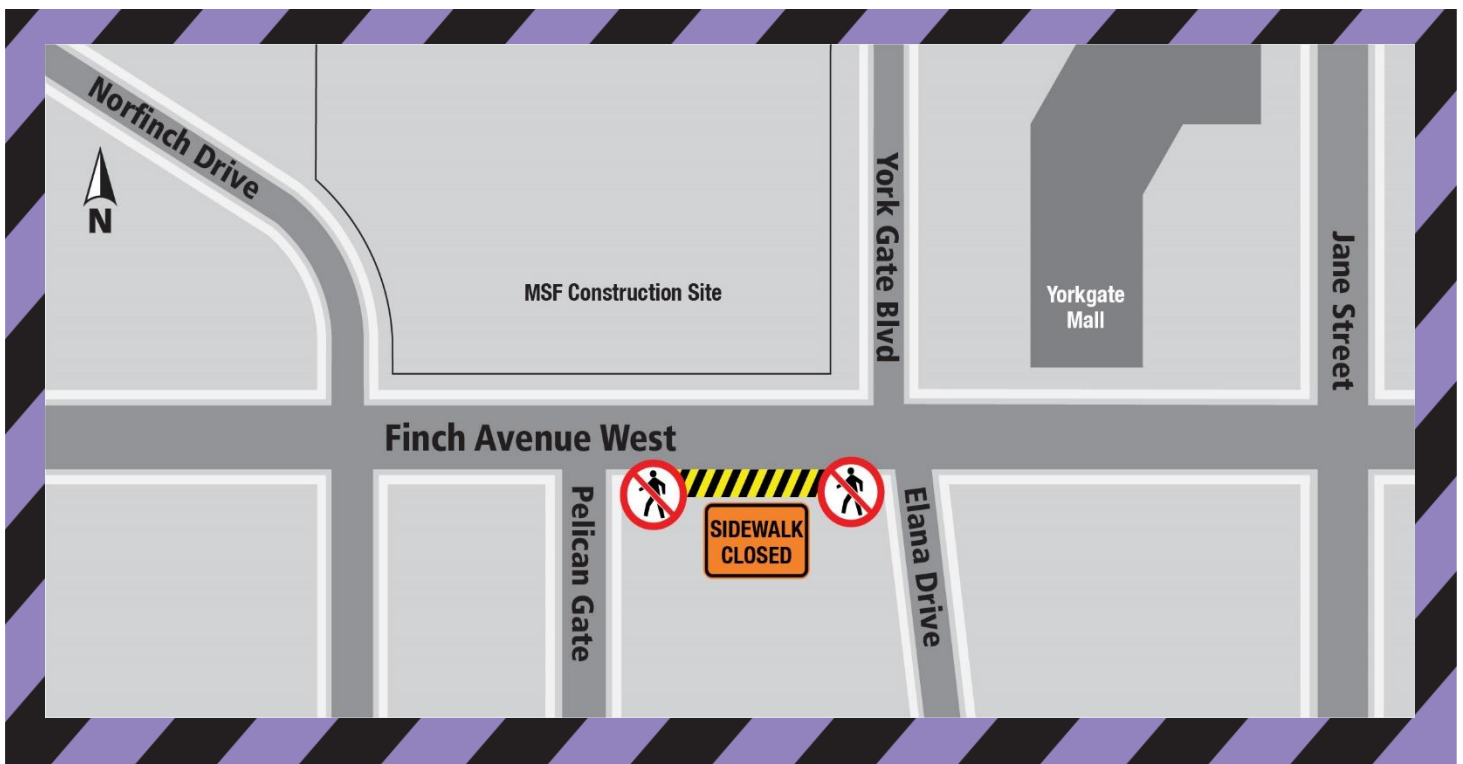 Norfinch Drive
N
MSF Construction Site
York Gate Blvd
Yorkgate
Mall
Jane Street
Finch Avenue West
Pelican Gate
SIDEWALK
CLOSED
Elana Drive